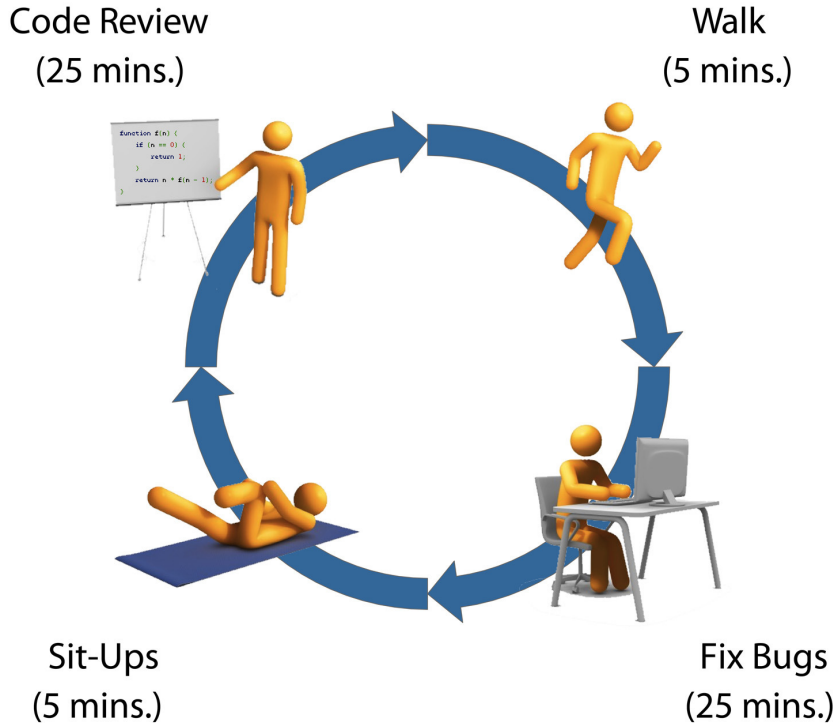 Code Review
(25 mins.)
Walk
(5 mins.)
function f(n) {
if (n == 0) {
return 1;
}
return n * f(n - 1);
}
Sit-Ups
(5 mins.)
Fix Bugs
(25 mins.)